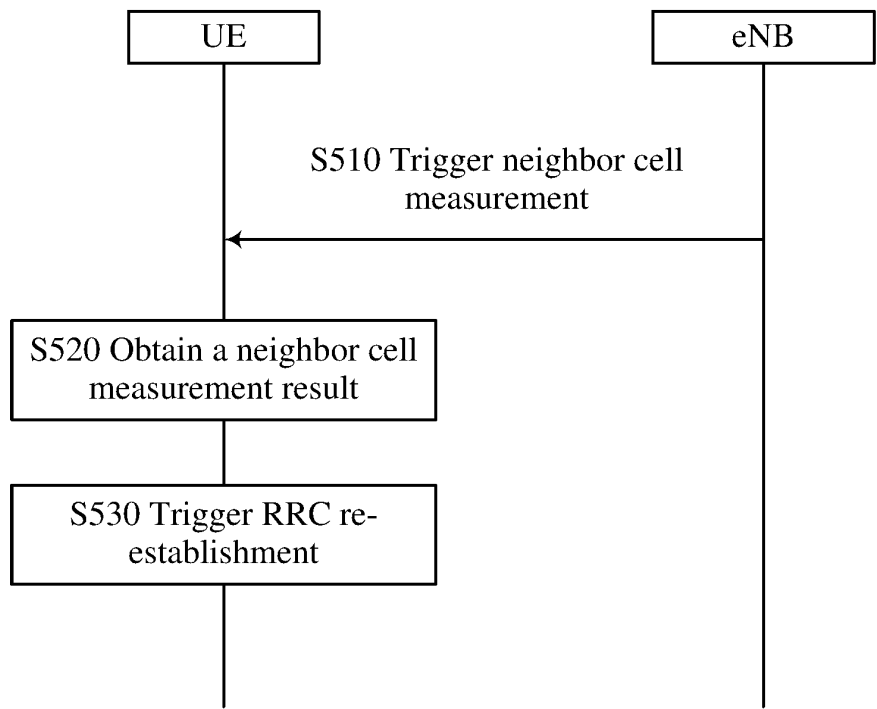 UE
eNB
S510 Trigger neighbor cell
measurement
S520 Obtain a neighbor cell
measurement result
S530 Trigger RRC re-
establishment